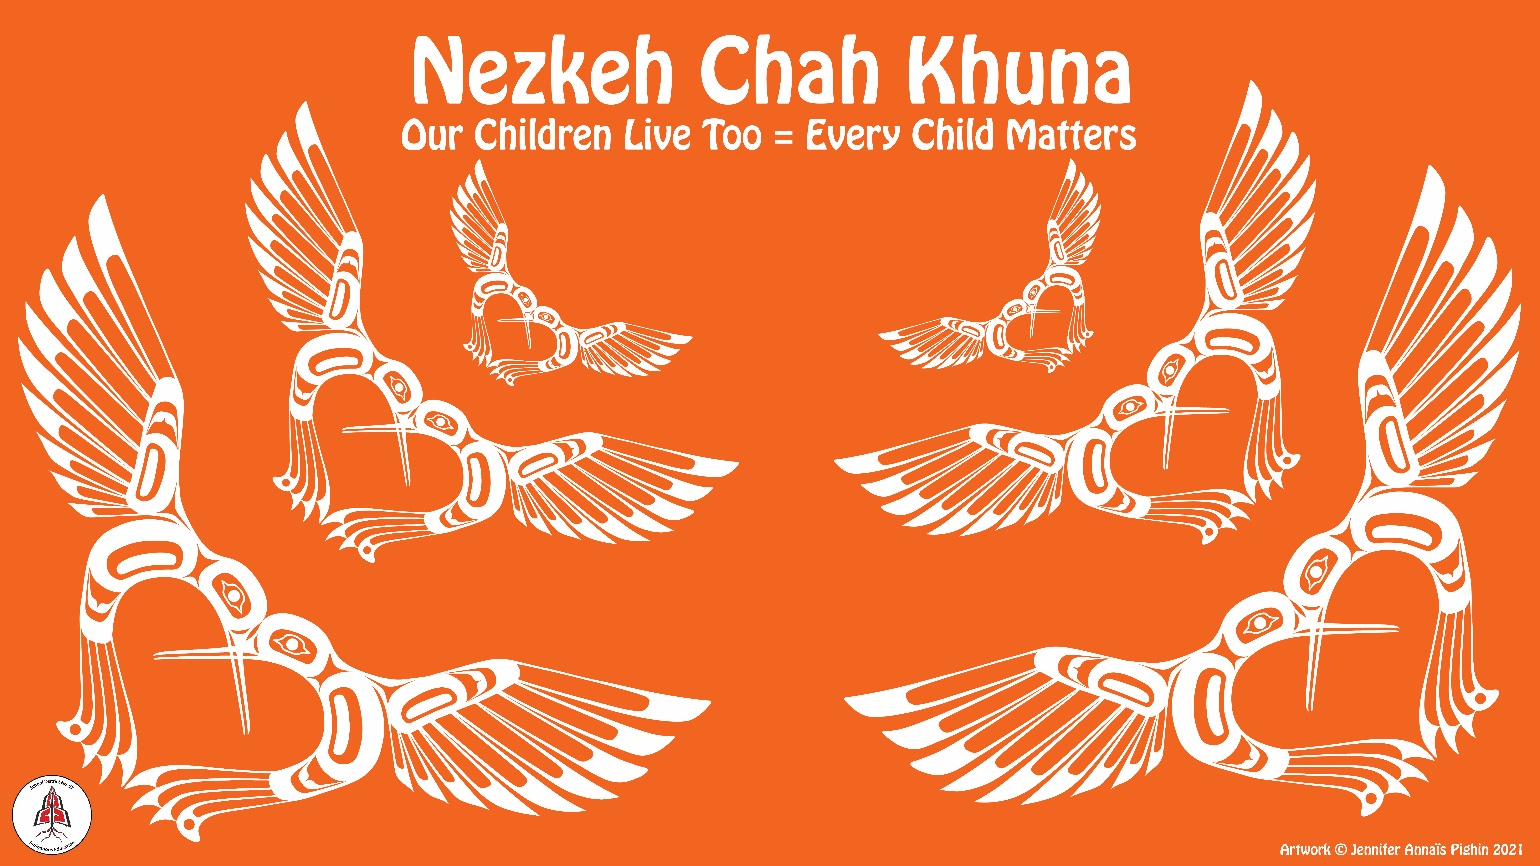 Nezkeh Chah Khuna
Our Children Live Too = Every Child Matters
Artwork © Jennifer Annaïs Pighin 2021